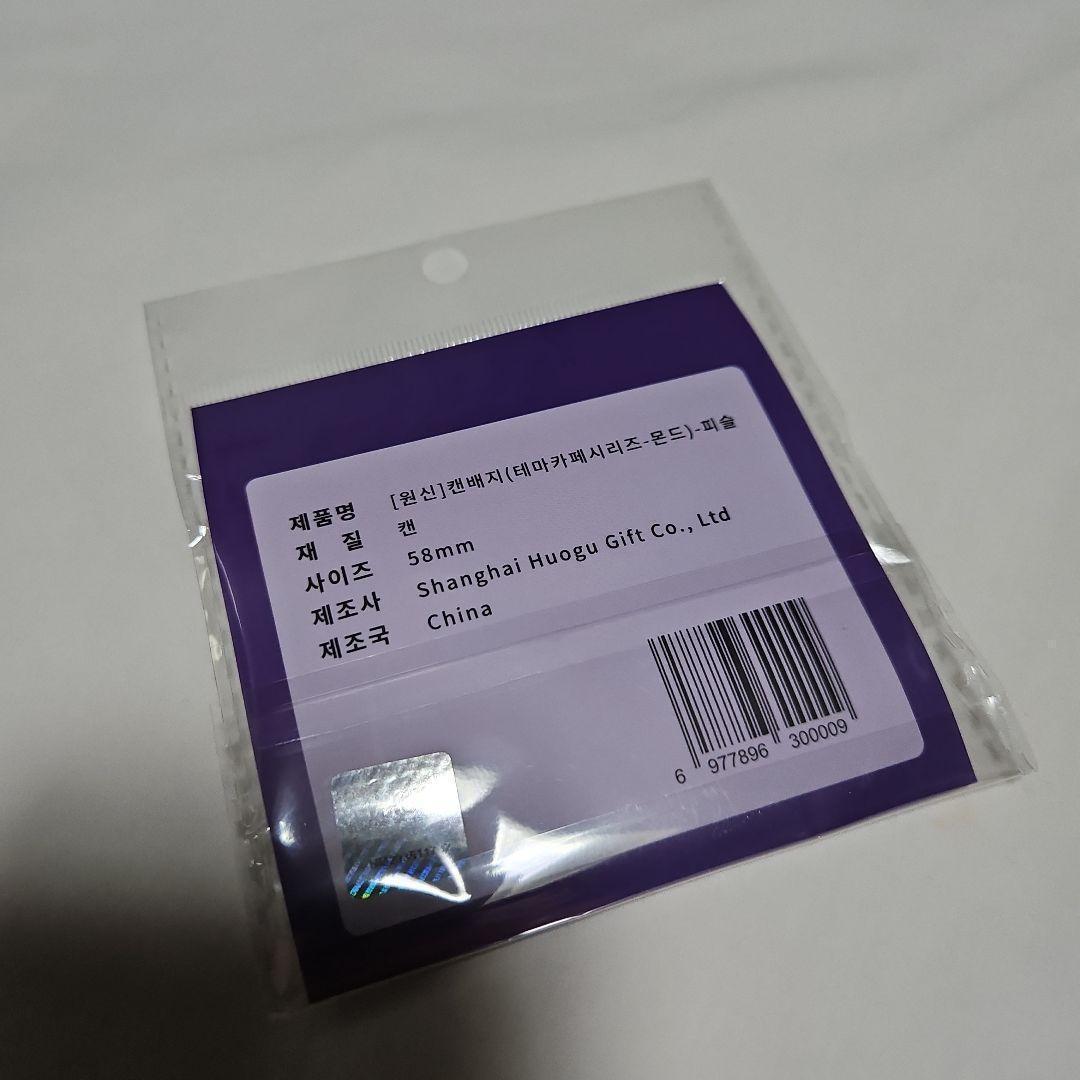 제품명 [원신]캔배지(테마카페시리즈-몬드)-피슬
재 질 캔
사이즈 58mm
제조사 Shanghai Huogu Gift Co., Ltd
제조국 China
6 977896 300009